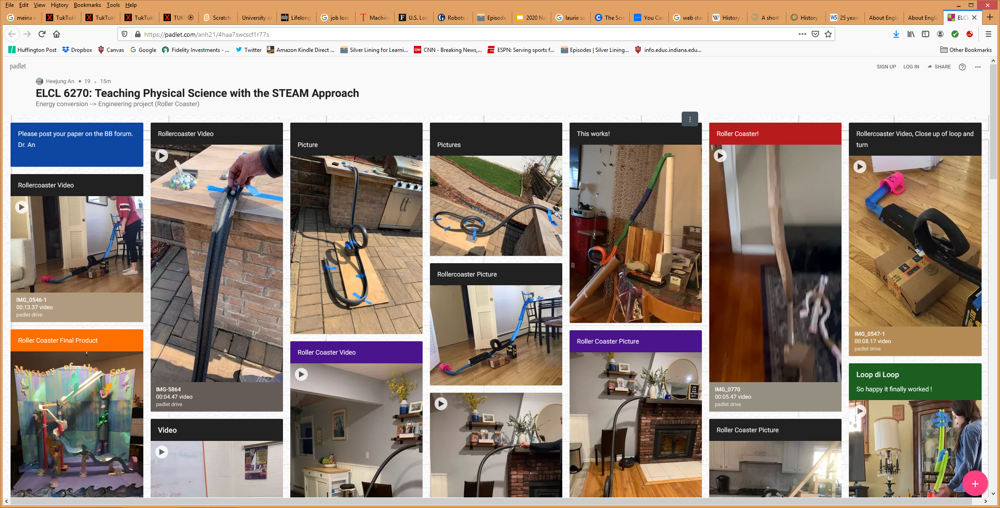 File Edit View History Bookmarks Tools Help
meina r
TukTuk
TukTuk
TukTuk
TUKT
Scratch
University of
Lifelong
job loss
Machin
U.S. Lost
Robots
Episode
2020 Na
laurie sa
The Scie
You Can
web star
History
A short
History
25 years
About Englis
About Englis
ELCL
https://padlet.com/anh21/4haa7swcscf1r77s
Huffington Post Dropbox Canvas Google Fidelity Investments - ... Twitter Amazon Kindle Direct ... Silver Lining for Learni... CNN - Breaking News,... ESPN: Serving sports f... Episodes | Silver Lining... info.educ.indiana.edu... Other Bookmarks
padlet
SIGN UP LOG IN SHARE
Heejung An + 19 • 15m
ELCL 6270: Teaching Physical Science with the STEAM Approach
Energy conversion --> Engineering project (Roller Coaster)
Please post your paper on the BB forum.
Dr. An
Rollercoaster Video
IMG_0546-1
00:13.37 video
padlet drive
Roller Coaster Final Product
Mystery of the Sea
Rollercoaster Video
IMG-5864
00:04.47 video
padlet drive
Video
Picture
Roller Coaster Video
Pictures
Rollercoaster Picture
This works!
buf
Roller Coaster Picture
Roller Coaster!
IMG_0770
00:05.47 video
padlet drive
Roller Coaster Picture
Rollercoaster Video, Close up of loop and
turn
IMG_0547-1
00:08.17 video
padlet drive
Loop di Loop
So happy it finally worked !